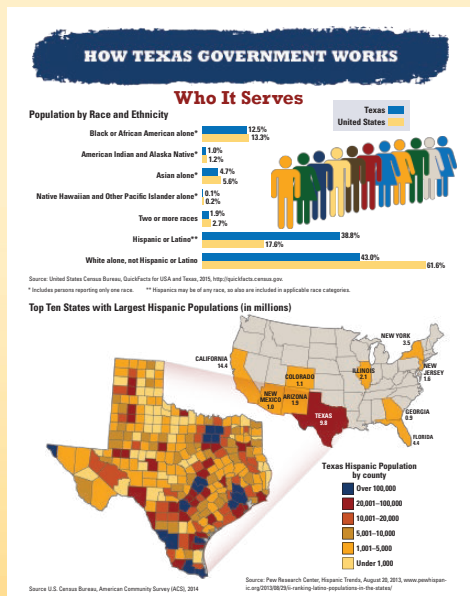 HOW TEXAS GOVERNMENT WORKS
Who It Serves
Population by Race and Ethnicity
Texas
United States
Black or African American alone*
12.5%
13.3%
American Indian and Alaska Native*
1.0%
1.2%
Asian alone*
4.7%
5.6%
Native Hawaiian and Other Pacific Islander alone*
0.1%
0.2%
Two or more races
1.9%
2.7%
Hispanic or Latino**
38.8%
17.6%
White alone, not Hispanic or Latino
43.0%
61.6%
Source: United States Census Bureau, QuickFacts for USA and Texas, 2015, http://quickfacts.census.gov.
* Includes persons reporting only one race. ** Hispanics may be of any race, so also are included in applicable race categories.
Top Ten States with Largest Hispanic Populations (in millions)
NEW YORK
3.5
CALIFORNIA
14.4
ILLINOIS
2.1
NEW
JERSEY
1.6
COLORADO
1.1
NEW
MEXICO
1.0
ARIZONA
1.9
TEXAS
9.8
GEORGIA
0.9
FLORIDA
4.4
Texas Hispanic Population
by county
Over 100,000
20,001–100,000
10,001–20,000
5,001–10,000
1,001–5,000
Under 1,000
Source U.S. Census Bureau, American Community Survey (ACS), 2014
Source: Pew Research Center, Hispanic Trends, August 20, 2013, www.pewhispan-
ic.org/2013/08/29/ii-ranking-latino-populations-in-the-states/